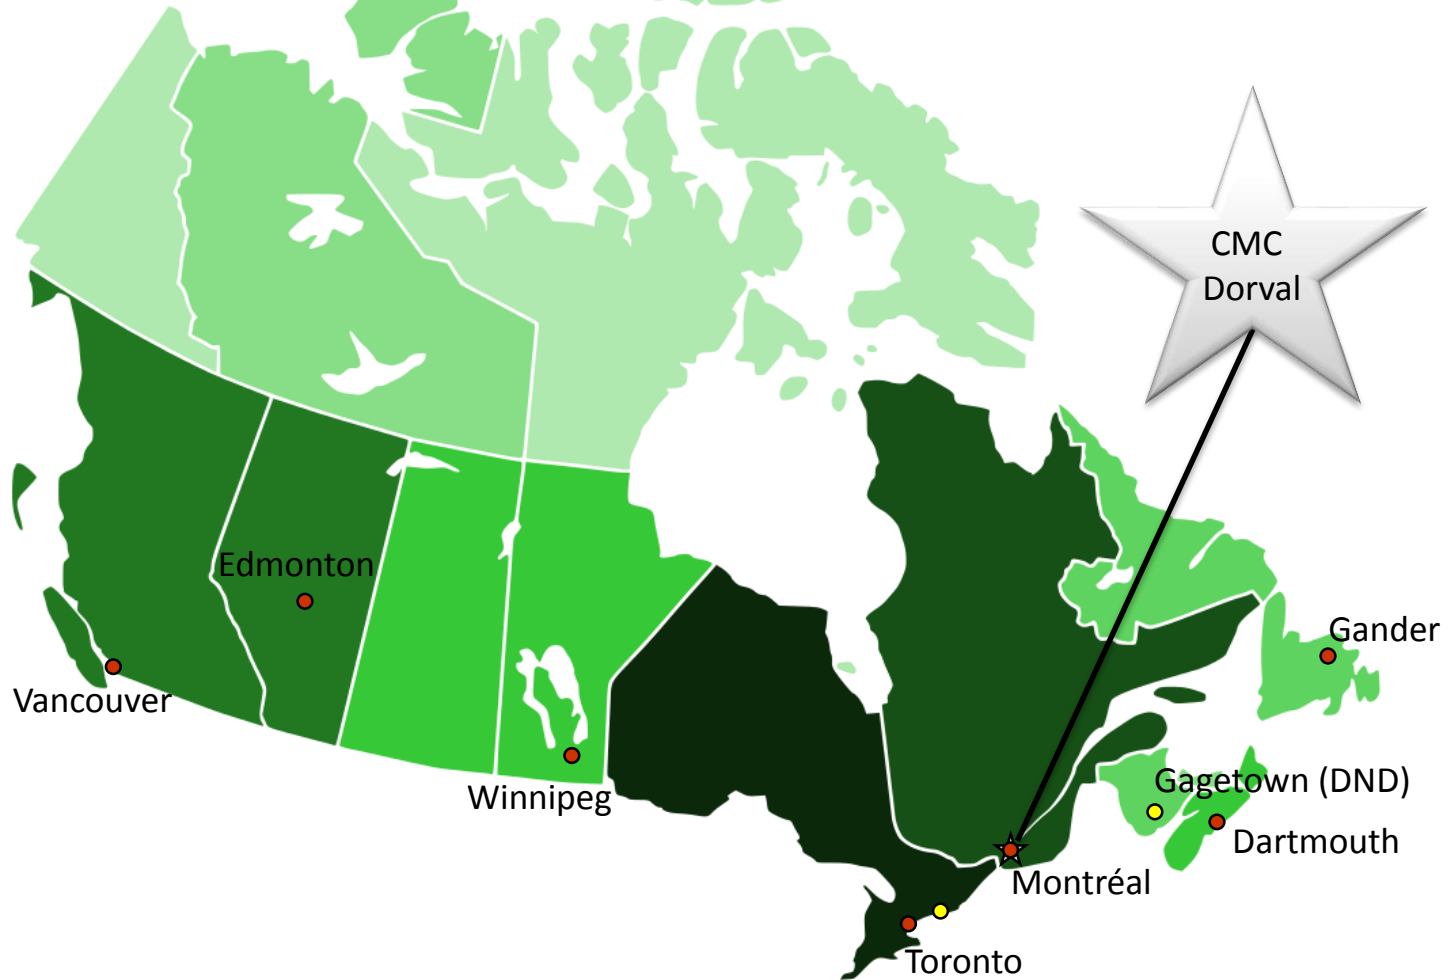 CMC
Dorval
Edmonton
Gander
Vancouver
Gagetown (DND)
Winnipeg
Dartmouth
Montréal
Toronto